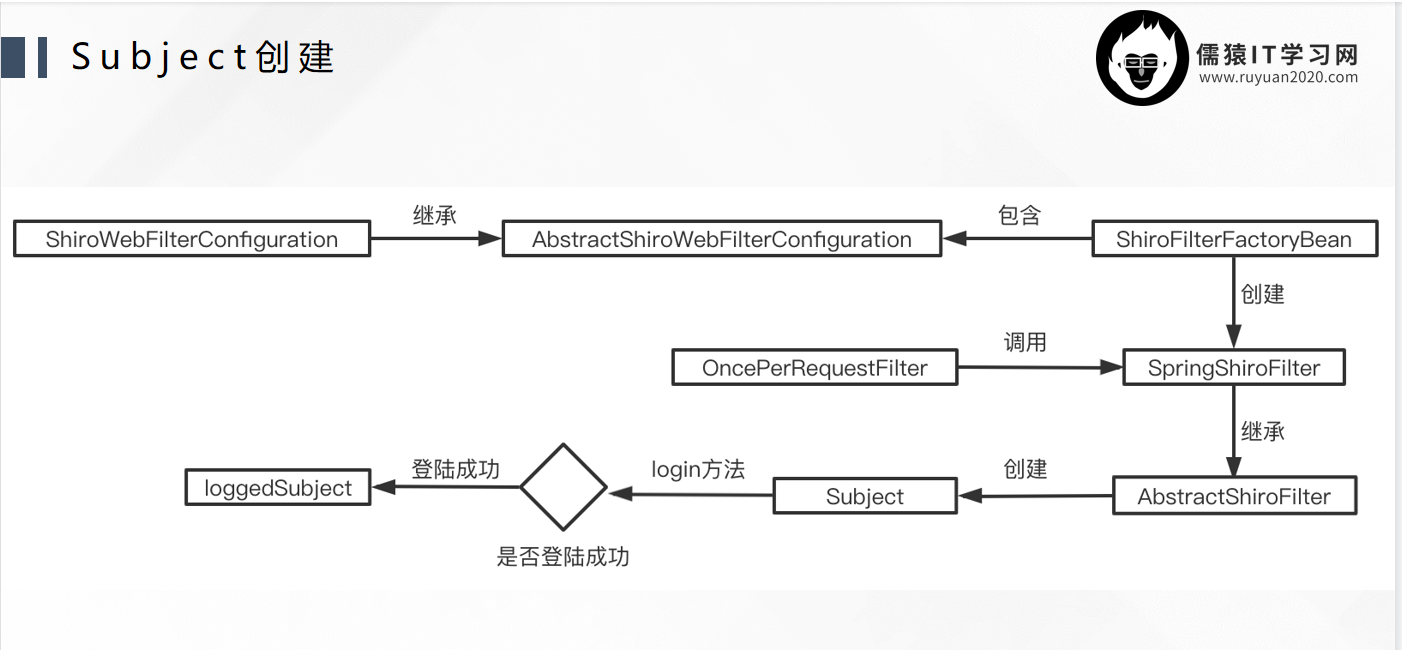 Subject创建
儒猿IT学习网
www.ruyuan2020.com
继承
包含
ShiroWebFilterConfiguration
AbstractShiroWebFilterConfiguration
ShiroFilterFactoryBean
创建
调用
OncePerRequestFilter
SpringShiroFilter
继承
登陆成功
login方法
创建
loggedSubject
Subject
AbstractShiroFilter
是否登陆成功